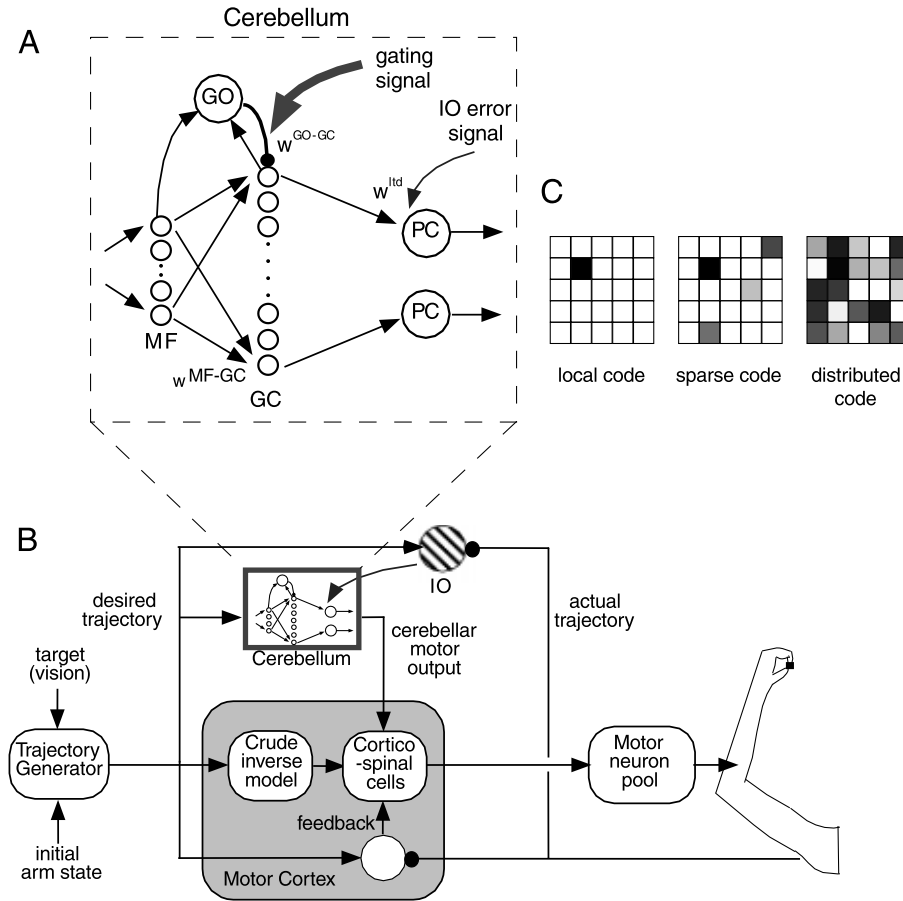 Cerebellum
A
gating
signal
GO
IO error
signal
w GO-GC
w ltd
C
PC
PC
MF
w MF-GC
GC
local code
sparse code
distributed
code
B
IO
desired
trajectory
actual
trajectory
cerebellar
motor
output
Cerebellum
target
(vision)
Trajectory
Generator
Crude
inverse
model
Cortico
-spinal
cells
Motor
neuron
pool
feedback
initial
arm state
Motor Cortex